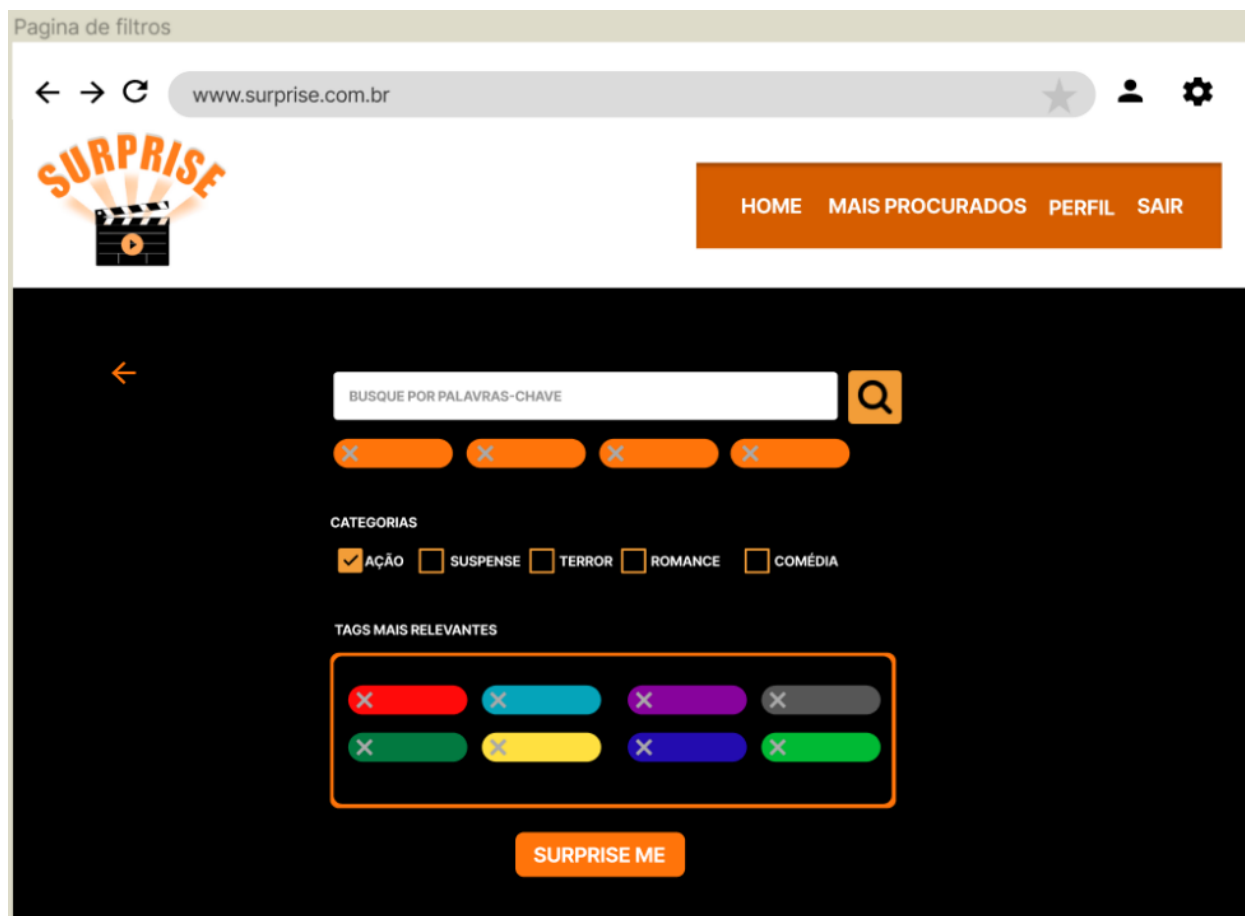 Pagina de filtros
www.surprise.com.br
SURPRISE
HOME MAIS PROCURADOS PERFIL SAIR
BUSQUE POR PALAVRAS-CHAVE
CATEGORIAS
AÇÃO SUSPENSE TERROR ROMANCE COMÉDIA
TAGS MAIS RELEVANTES
SURPRISE ME